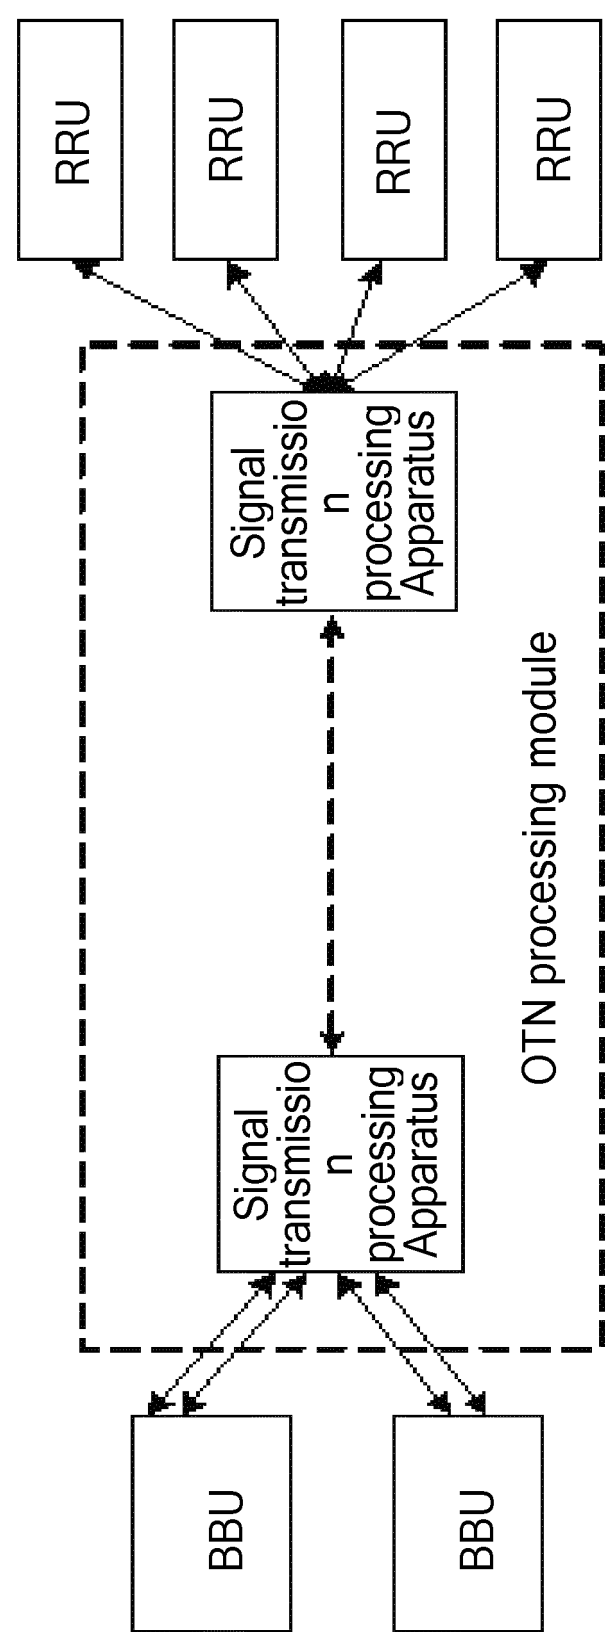 RRU
RRU
RRU
RRU
Signal
transmissio
n
processing
Apparatus
OTN processing module
Signal
transmissio
n
processing
Apparatus
BBU
BBU